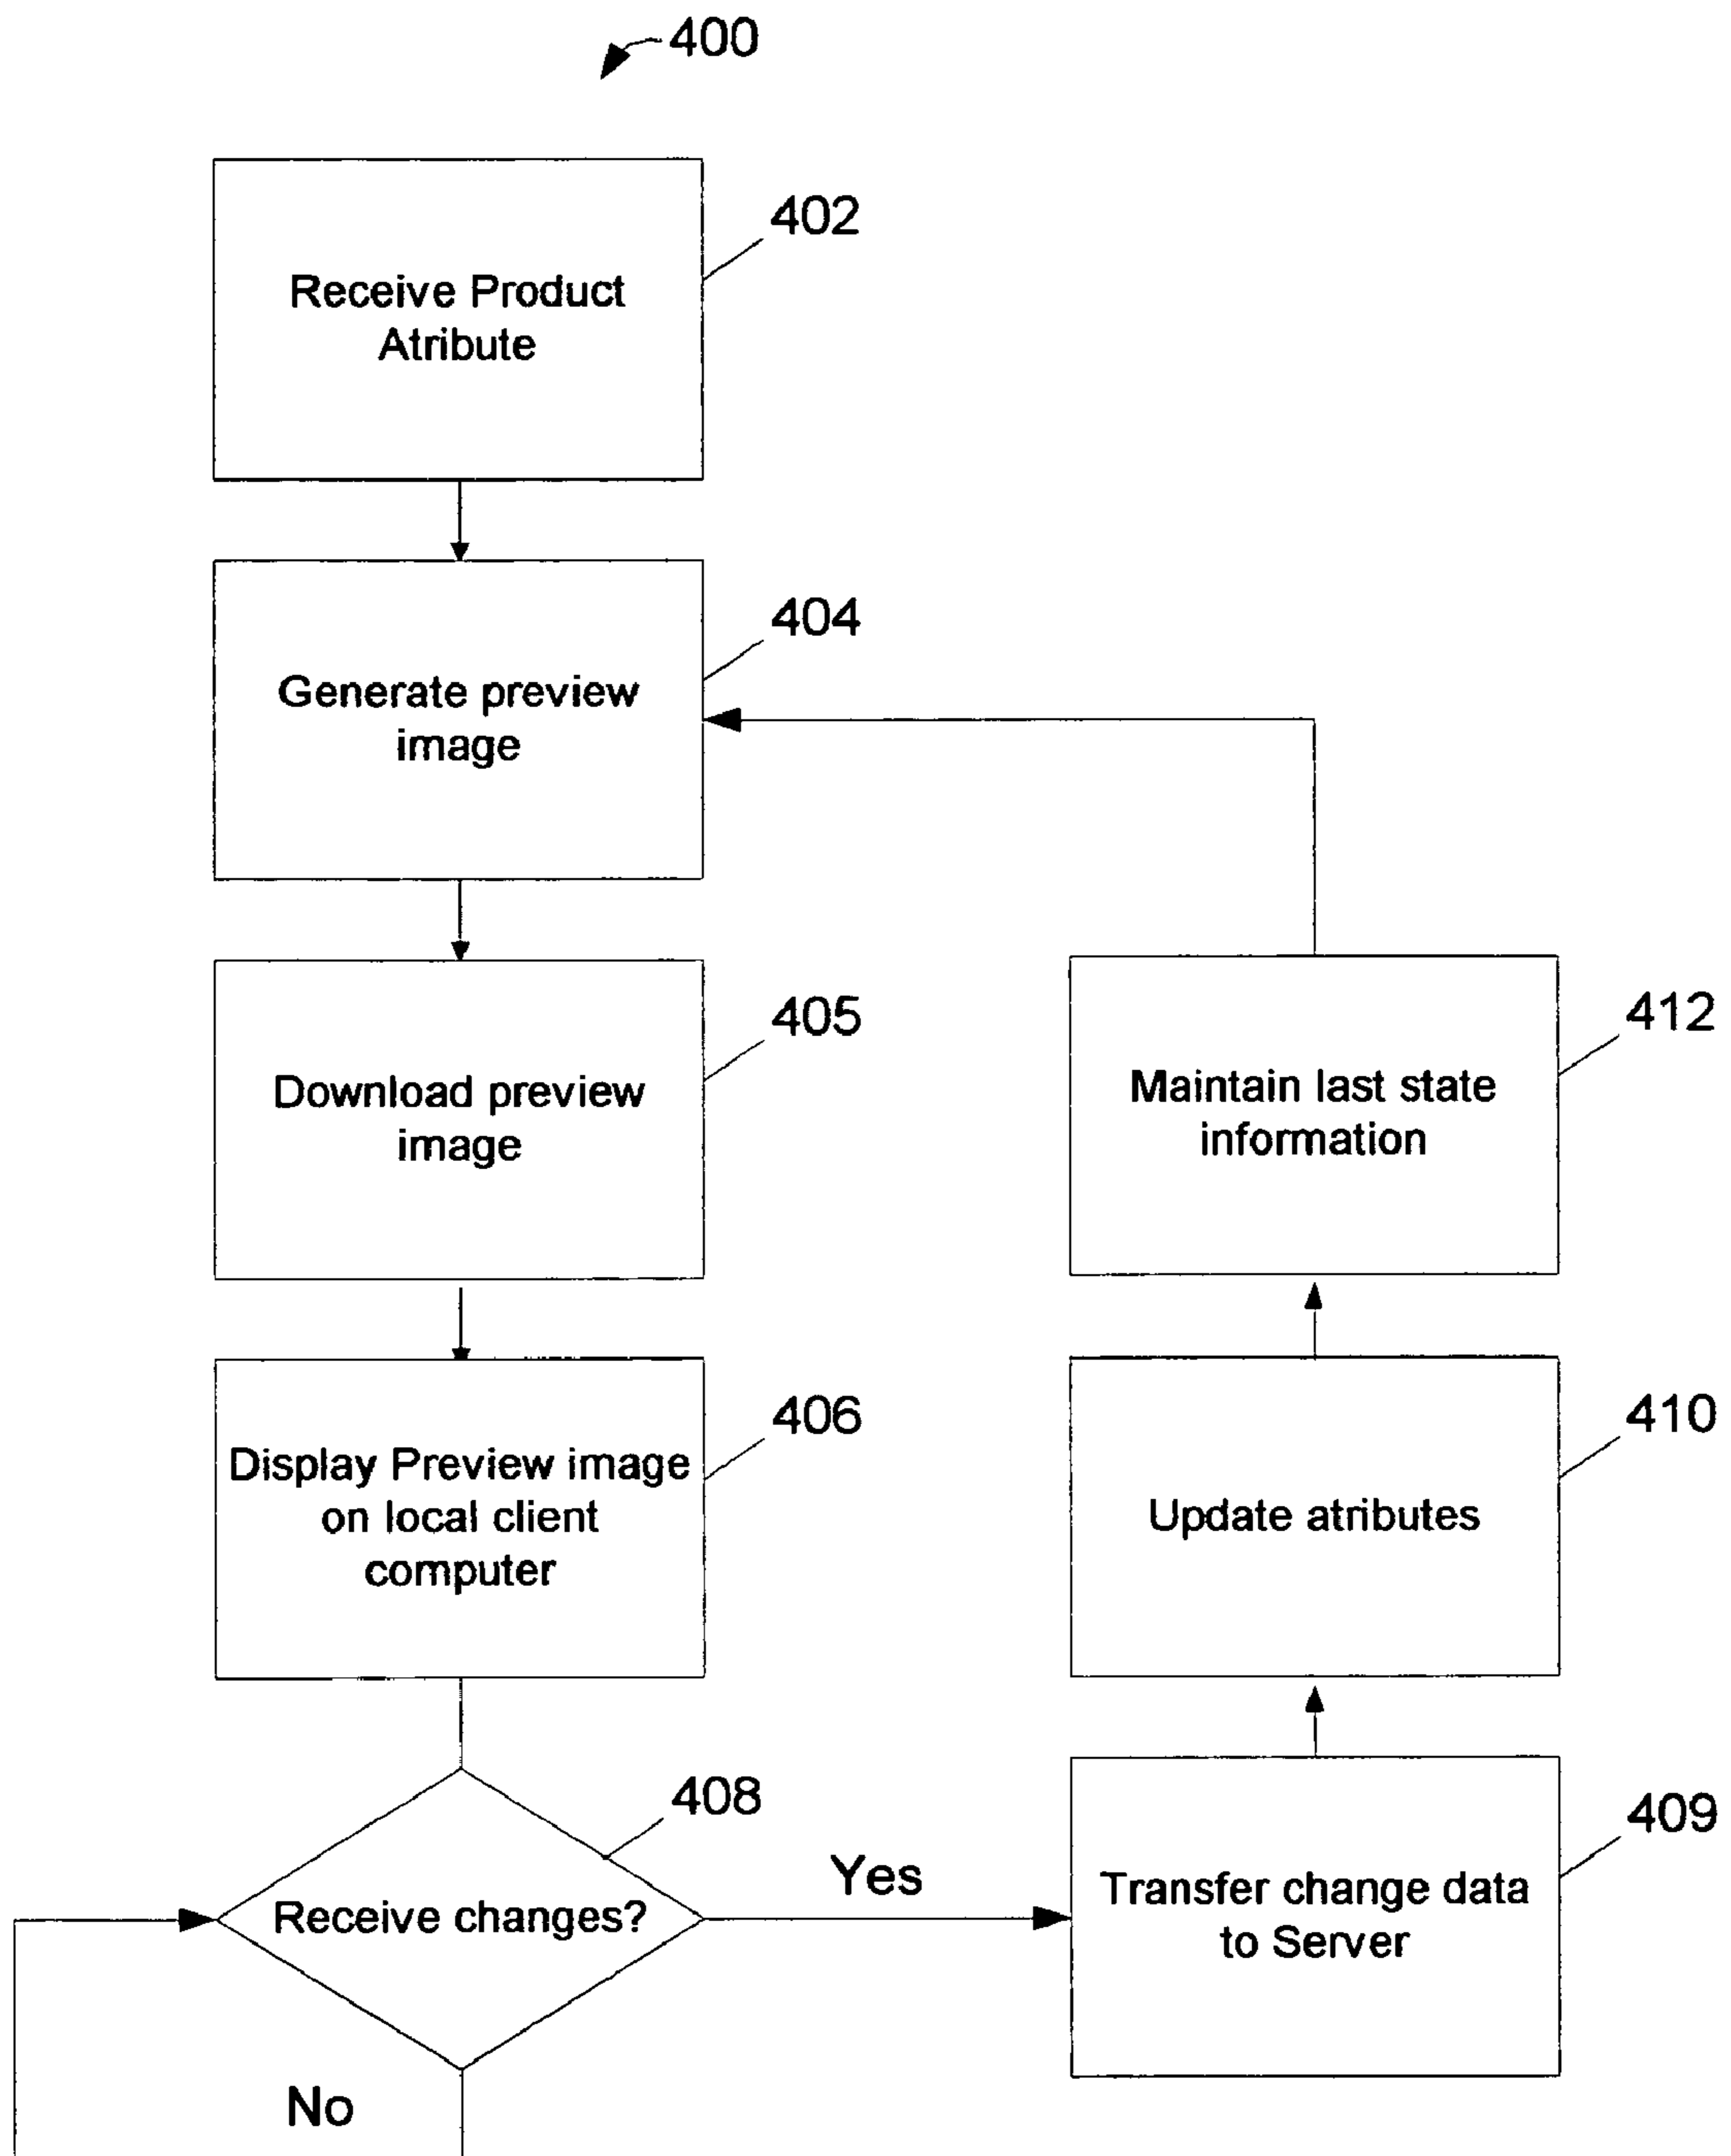 400
402
Receive Product
Atribute
404
Generate preview
image
405
Download preview
image
412
Maintain last state
information
406
Display Preview image
on local client
computer
410
Update atributes
408
Receive changes?
Yes
409
Transfer change data
to Server
No